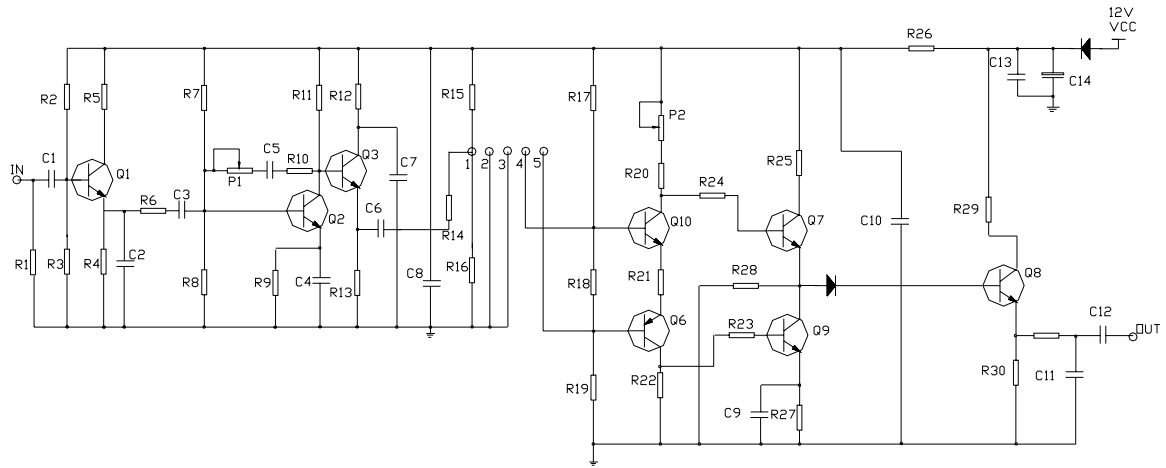 12V
VCC
R26
C13
C14
R2
R5
R7
R11
R12
R15
R17
P2
IN
C1
Q1
C5
R10
P1
Q3
C7
1
2
3
4
5
R20
R25
R6
C3
Q2
C6
R14
R24
Q10
Q7
C10
R29
R1
R3
R4
C2
R8
R9
C4
R13
C8
R16
R18
R21
R28
Q8
Q6
R23
Q9
C12
OUT
R19
R22
C9
R27
R30
C11